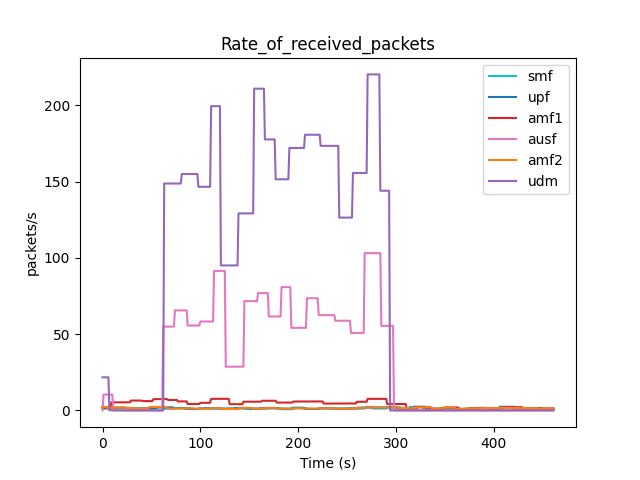 Rate_of_received_packets
packets/s
200
150
100
50
0
smf
upf
amf1
ausf
amf2
udm
0 100 200 300 400
Time (s)